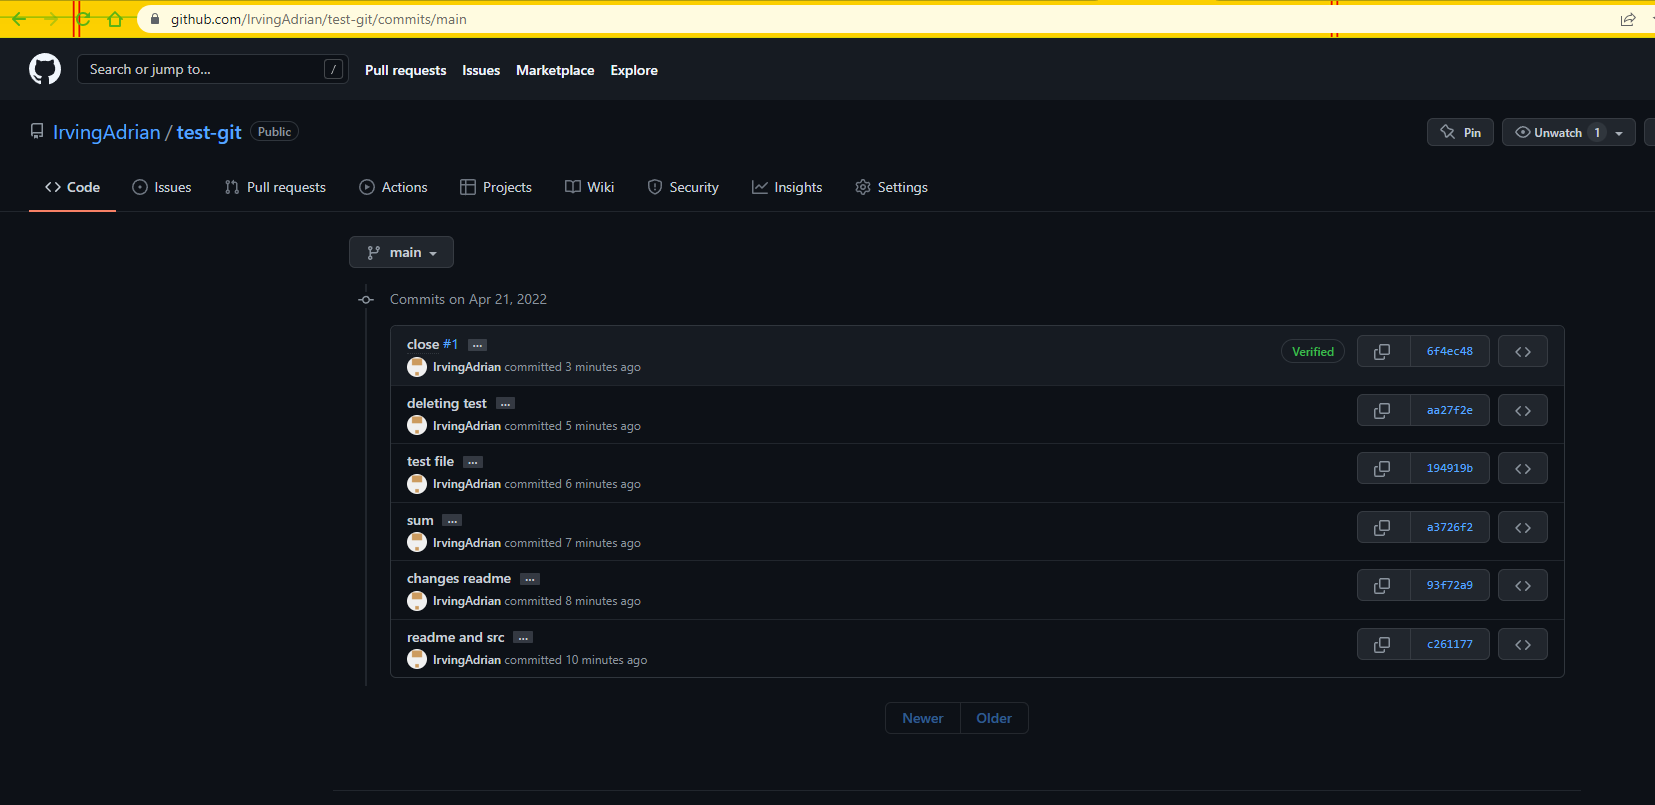 github.com/IrvingAdrian/test-git/commits/main
Search or jump to... /
Pull requests Issues Marketplace Explore
IrvingAdrian / test-git Public
Pin Unwatch 1
Code Issues Pull requests Actions Projects Wiki Security Insights Settings
main
Commits on Apr 21, 2022
close #1 ...
IrvingAdrian committed 3 minutes ago
Verified 6f4ec48
deleting test ...
IrvingAdrian committed 5 minutes ago
aa27f2e
test file ...
IrvingAdrian committed 6 minutes ago
194919b
sum ...
IrvingAdrian committed 7 minutes ago
a3726f2
changes readme ...
IrvingAdrian committed 8 minutes ago
93f72a9
readme and src ...
IrvingAdrian committed 10 minutes ago
c261177
Newer Older